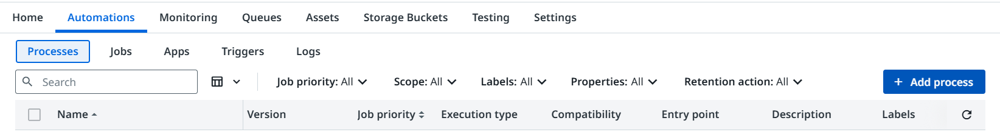 Home Automations Monitoring Queues Assets Storage Buckets Testing Settings
Processes Jobs Apps Triggers Logs
Search Job priority: All Scope: All Labels: All Properties: All Retention action: All + Add process
Name Version Job priority Execution type Compatibility Entry point Description Labels